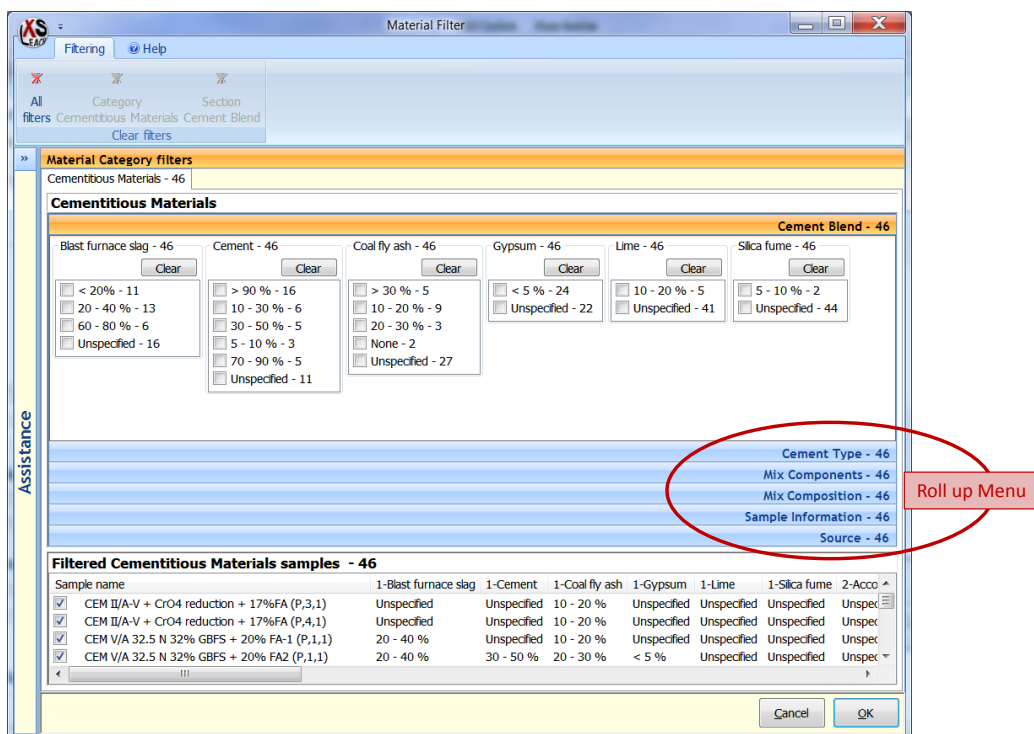 XS
LEACH
Material Filter
Filtering Help
All filters
Category Cementitious Materials
Section Cement Blend
Clear filters
»
Assistance
Material Category filters
Cementitious Materials - 46
Cementitious Materials
Cement Blend - 46
Blast furnace slag - 46
Clear
< 20% - 11
20 - 40 % - 13
60 - 80 % - 6
Unspecified - 16
Cement - 46
Clear
> 90 % - 16
10 - 30 % - 6
30 - 50 % - 5
5 - 10 % - 3
70 - 90 % - 5
Unspecified - 11
Coal fly ash - 46
Clear
> 30 % - 5
10 - 20 % - 9
20 - 30 % - 3
None - 2
Unspecified - 27
Gypsum - 46
Clear
< 5 % - 24
Unspecified - 22
Lime - 46
Clear
10 - 20 % - 5
Unspecified - 41
Silica fume - 46
Clear
5 - 10 % - 2
Unspecified - 44
Cement Type - 46
Mix Components - 46
Mix Composition - 46
Sample Information - 46
Source - 46
Roll up Menu
Filtered Cementitious Materials samples - 46
Sample name 1-Blast furnace slag 1-Cement 1-Coal fly ash 1-Gypsum 1-Lime 1-Silica fume 2-Acco
CEM II/A-V + CrO4 reduction + 17%FA (P,3,1) Unspecified Unspecified 10 - 20 % Unspecified Unspecified Unspecified Unspec
CEM II/A-V + CrO4 reduction + 17%FA (P,4,1) Unspecified Unspecified 10 - 20 % Unspecified Unspecified Unspecified Unspec
CEM V/A 32.5 N 32% GBFS + 20% FA-1 (P,1,1) 20 - 40 % Unspecified 10 - 20 % Unspecified Unspecified Unspecified Unspec
CEM V/A 32.5 N 32% GBFS + 20% FA2 (P,1,1) 20 - 40 % 30 - 50 % 20 - 30 % < 5 % Unspecified Unspecified Unspec
Cancel OK